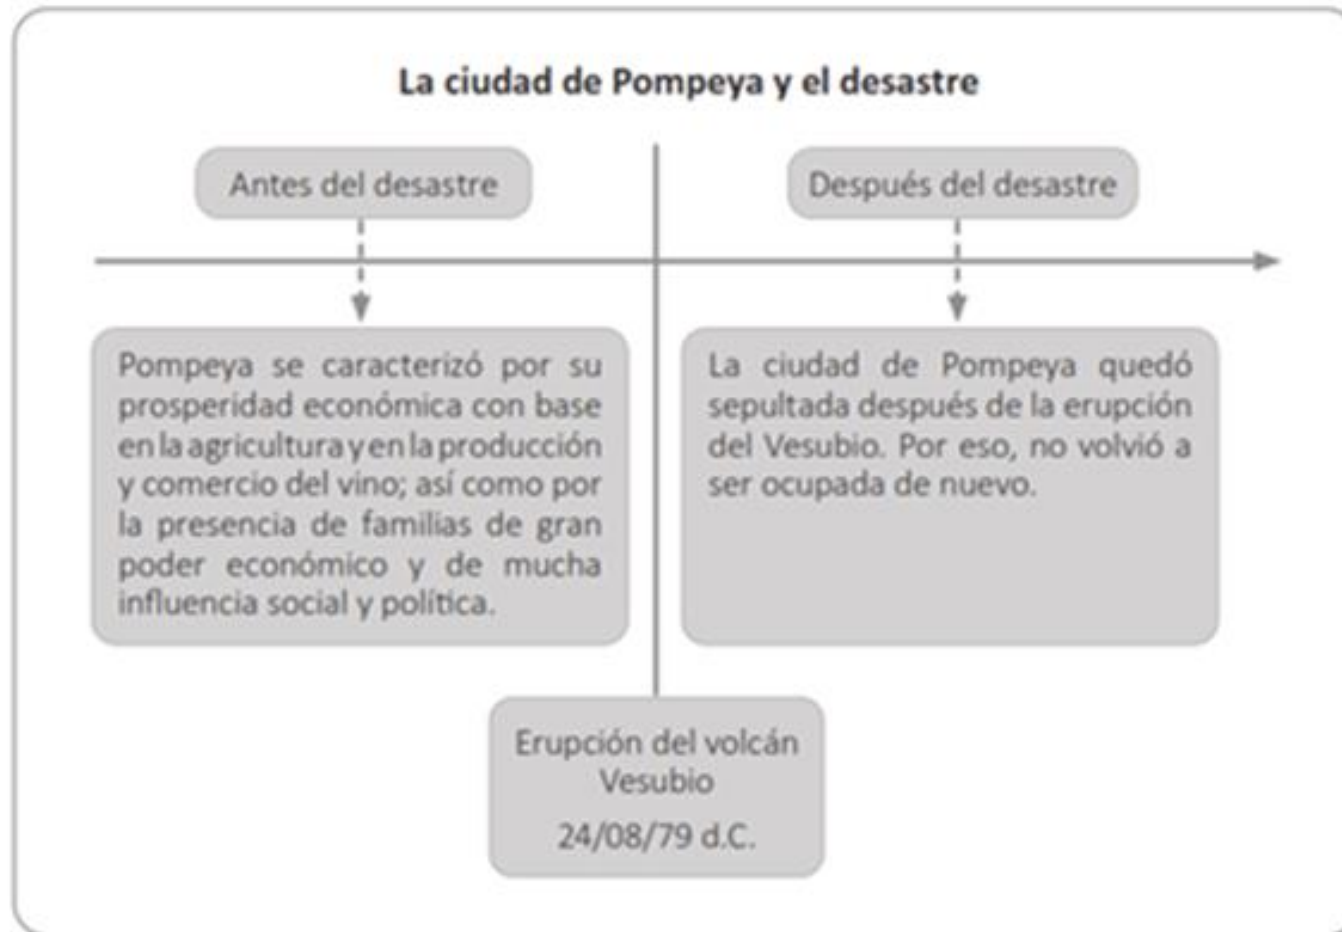 La ciudad de Pompeya y el desastre
Antes del desastre
Después del desastre
Pompeya se caracterizó por su
prosperidad económica con base
en la agricultura y en la producción
y comercio del vino; así como por
la presencia de familias de gran
poder económico y de mucha
influencia social y política.
La ciudad de Pompeya quedó
sepultada después de la erupción
del Vesubio. Por eso, no volvió a
ser ocupada de nuevo.
Erupción del volcán
Vesubio
24/08/79 d.C.